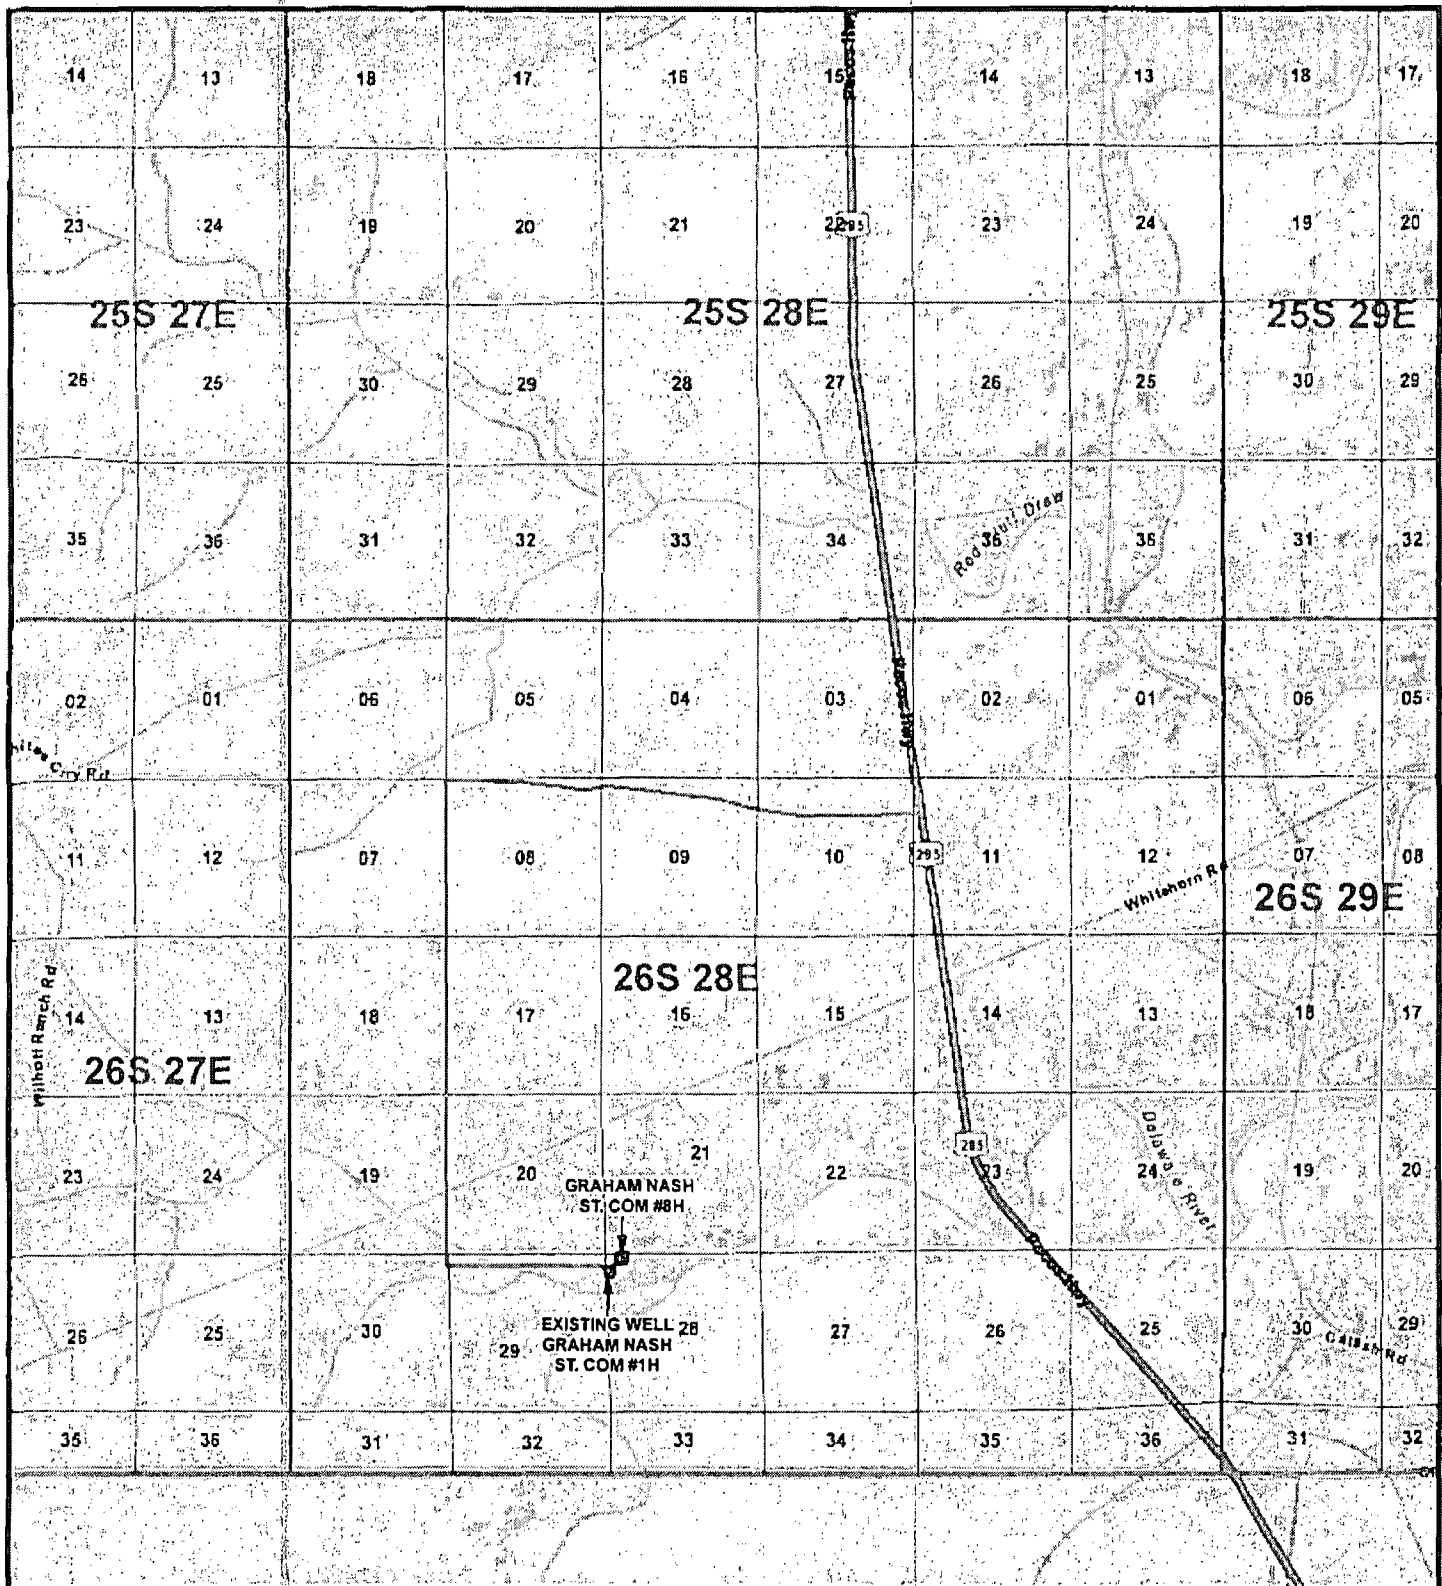 14 13 18 17 16 15 14 13 18 17
23 24 19 20 21 22 23 24 19 20
25S 27E 25S 28E 25S 29E
26 25 30 29 28 27 26 25 30 29
Draw
35 36 31 32 33 34 35 36 31 32
02 01 06 05 04 03 02 01 06 05
City Rd
11 12 07 08 09 10 285 11 12 07 08
Whitehorn Rd
26S 29E
26S 28E
Ranch Rd
14 13 18 17 16 15 14 13 18 17
26S 27E
285
Delaware River
23 24 19 20 21 22 23 24 19 20
GRAHAM NASH
ST. COM #8H
Pecos Hwy
EXISTING WELL
GRAHAM NASH
ST. COM #1H
26 25 30 29 28 27 26 25 30 29
Rd
35 36 31 32 33 34 35 36 31 32